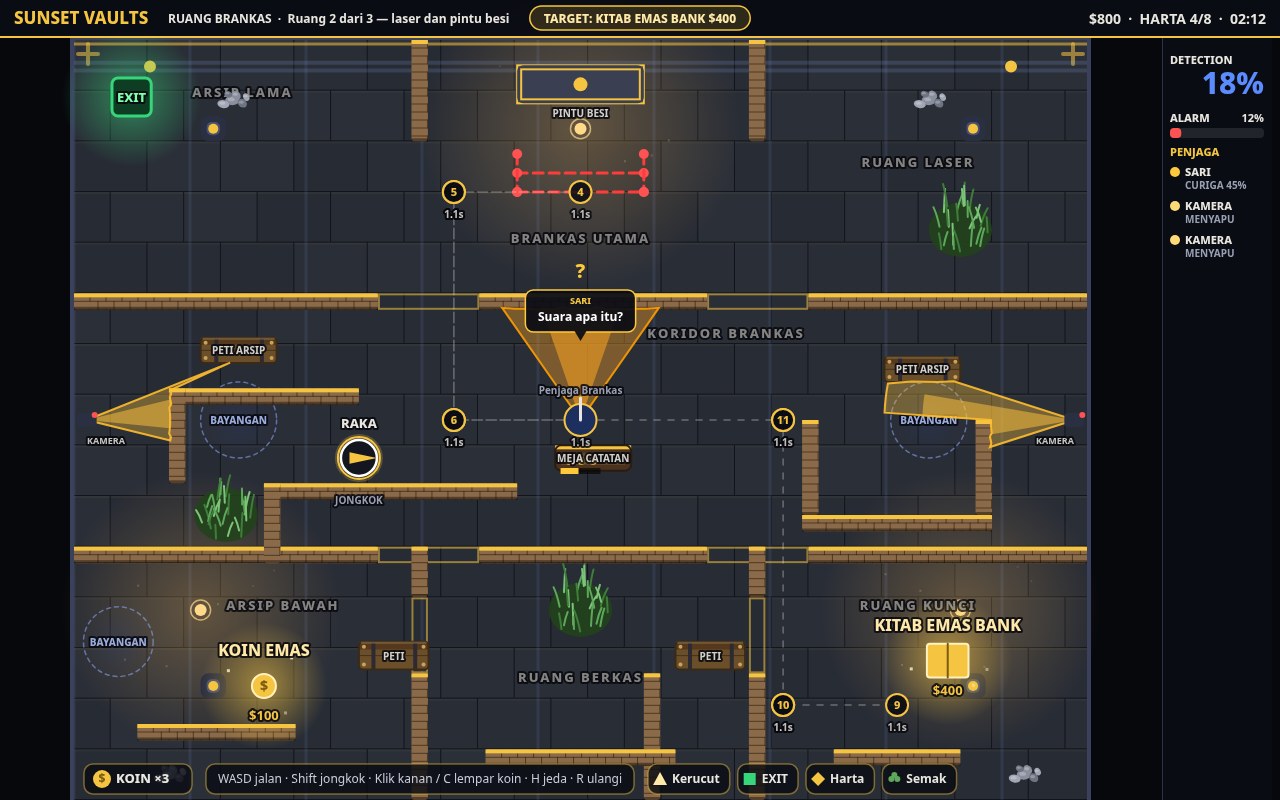 SUNSET VAULTS
RUANG BRANKAS · Ruang 2 dari 3 — laser dan pintu besi
TARGET: KITAB EMAS BANK $400
$800 · HARTA 4/8 · 02:12
DETECTION
18%
ALARM 12%
PENJAGA
SARI
CURIGA 45%
KAMERA
MENYAPU
KAMERA
MENYAPU
EXIT
ARSIP LAMA
PINTU BESI
RUANG LASER
5
4
1.1s
1.1s
BRANKAS UTAMA
?
SARI
Suara apa itu?
KORIDOR BRANKAS
PETI ARSIP
PETI ARSIP
Penjaga Brankas
BAYANGAN
BAYANGAN
KAMERA
KAMERA
RAKA
6
11
1.1s
1.1s
1.1s
MEJA CATATAN
JONGKOK
ARSIP BAWAH
RUANG KUNCI
KITAB EMAS BANK
BAYANGAN
KOIN EMAS
PETI
PETI
RUANG BERKAS
$
$400
$100
10
9
1.1s
1.1s
$ KOIN ×3
WASD jalan · Shift jongkok · Klik kanan / C lempar koin · H jeda · R ulangi
Kerucut
EXIT
Harta
Semak